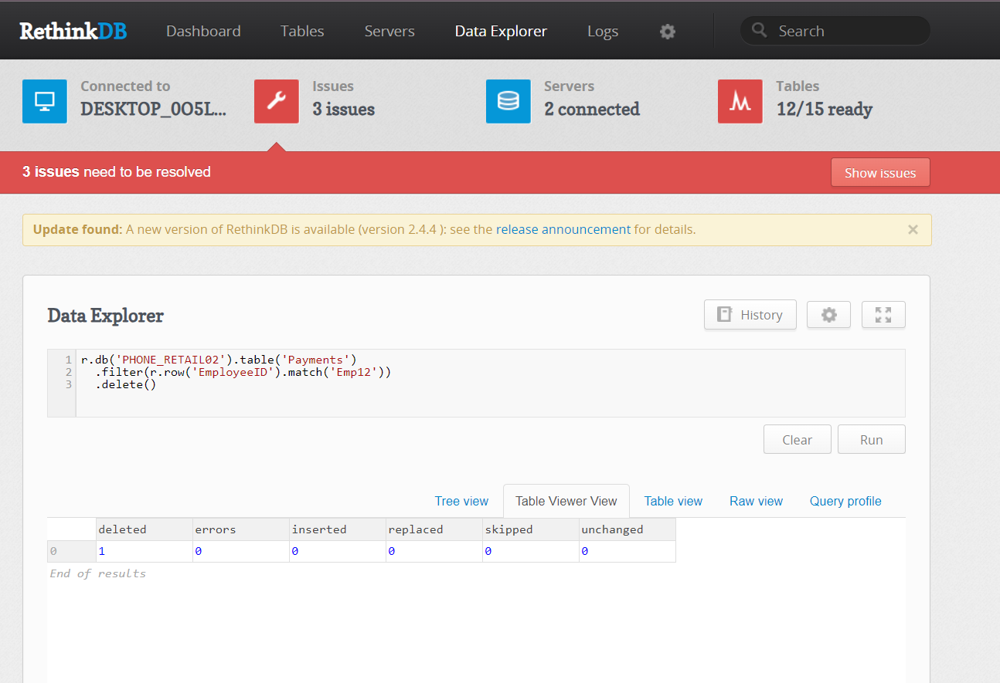 RethinkDB Dashboard Tables Servers Data Explorer Logs Search
Connected to Issues Servers Tables
DESKTOP_0O5L... 3 issues 2 connected 12/15 ready
3 issues need to be resolved Show issues
Update found: A new version of RethinkDB is available (version 2.4.4 ): see the release announcement for details. ×
Data Explorer History
1 r.db('PHONE_RETAIL02').table('Payments')
2 .filter(r.row('EmployeeID').match('Emp12'))
3 .delete()
Clear Run
Tree view Table Viewer View Table view Raw view Query profile
deleted errors inserted replaced skipped unchanged
0 1 0 0 0 0 0
End of results